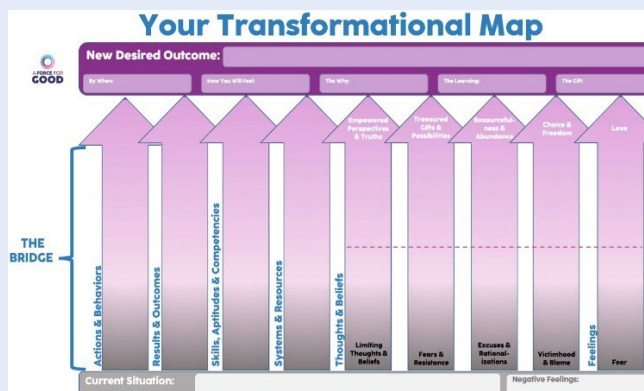 Your Transformational Map
A FORCE FOR
GOOD
New Desired Outcome:
By When:
How You Will Feel:
The Why:
The Learning:
The Gift:
Empowered
Perspectives
& Truths
Treasured
Gifts &
Possibilities
Resourceful-
ness &
Abundance
Choice &
Freedom
Love
THE
BRIDGE
Actions & Behaviors
Results & Outcomes
Skills, Aptitudes & Competencies
Systems & Resources
Thoughts & Beliefs
Feelings
Limiting
Thoughts &
Beliefs
Fears &
Resistance
Excuses &
Rational-
izations
Victimhood
& Blame
Fear
Current Situation:
Negative Feelings: